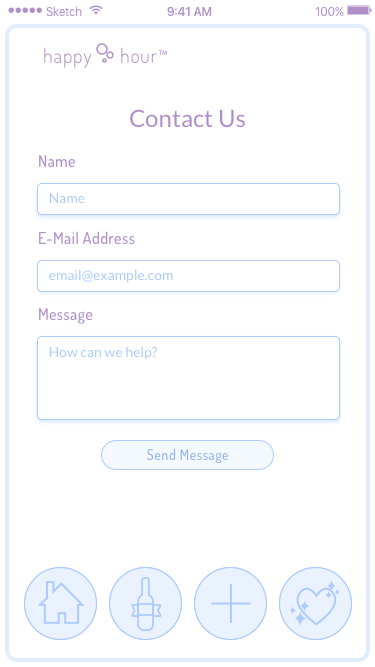 Sketch 9:41 AM 100%
happy hour™
Contact Us
Name
Name
E-Mail Address
email@example.com
Message
How can we help?
Send Message